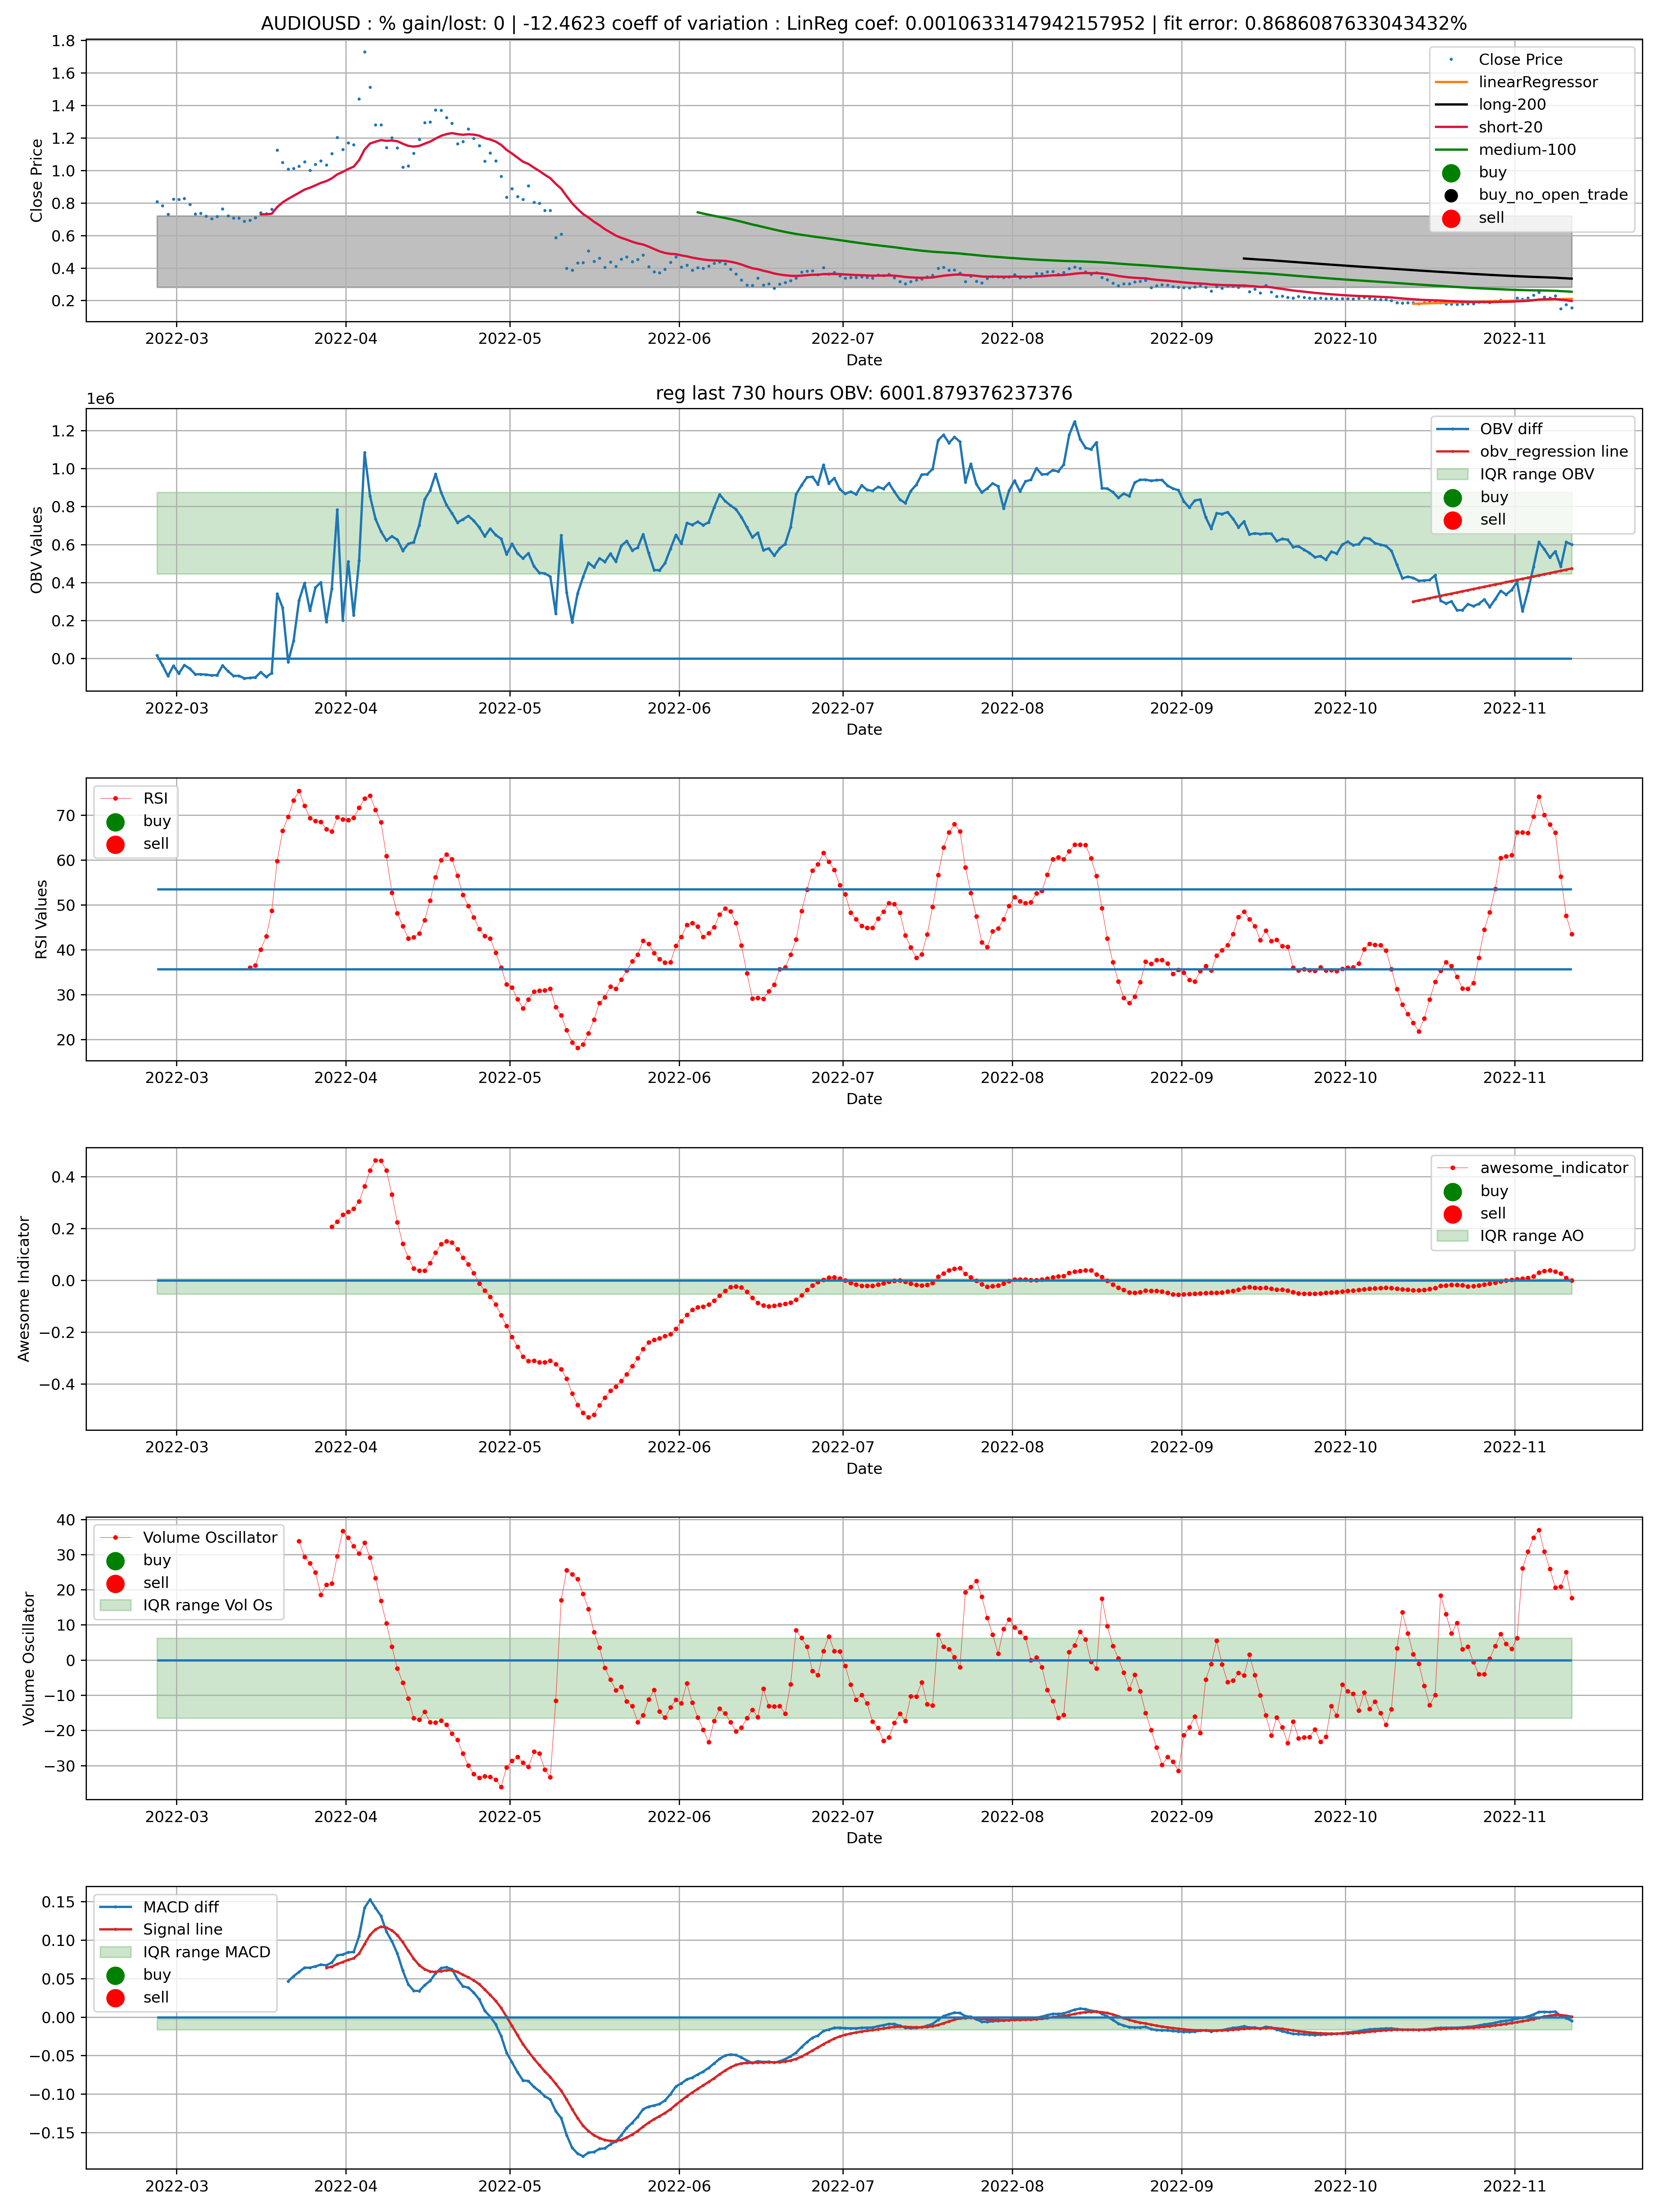 AUDIOUSD : % gain/lost: 0 | -12.4623 coeff of variation : LinReg coef: 0.0010633147942157952 | fit error: 0.8686087633043432%
1.8
1.6
1.4
1.2
1.0
0.8
0.6
0.4
0.2
Close Price
Close Price
linearRegressor
long-200
short-20
medium-100
buy
buy_no_open_trade
sell
2022-03 2022-04 2022-05 2022-06 2022-07 2022-08 2022-09 2022-10 2022-11
Date
reg last 730 hours OBV: 6001.879376237376
1e6
1.2
1.0
0.8
0.6
0.4
0.2
0.0
OBV Values
OBV diff
obv_regression line
IQR range OBV
buy
sell
2022-03 2022-04 2022-05 2022-06 2022-07 2022-08 2022-09 2022-10 2022-11
Date
70
60
50
40
30
20
RSI Values
RSI
buy
sell
2022-03 2022-04 2022-05 2022-06 2022-07 2022-08 2022-09 2022-10 2022-11
Date
0.4
0.2
0.0
−0.2
−0.4
Awesome Indicator
awesome_indicator
buy
sell
IQR range AO
2022-03 2022-04 2022-05 2022-06 2022-07 2022-08 2022-09 2022-10 2022-11
Date
40
30
20
10
0
−10
−20
−30
Volume Oscillator
Volume Oscillator
buy
sell
IQR range Vol Os
2022-03 2022-04 2022-05 2022-06 2022-07 2022-08 2022-09 2022-10 2022-11
Date
0.15
0.10
0.05
0.00
−0.05
−0.10
−0.15
MACD diff
Signal line
IQR range MACD
buy
sell
2022-03 2022-04 2022-05 2022-06 2022-07 2022-08 2022-09 2022-10 2022-11